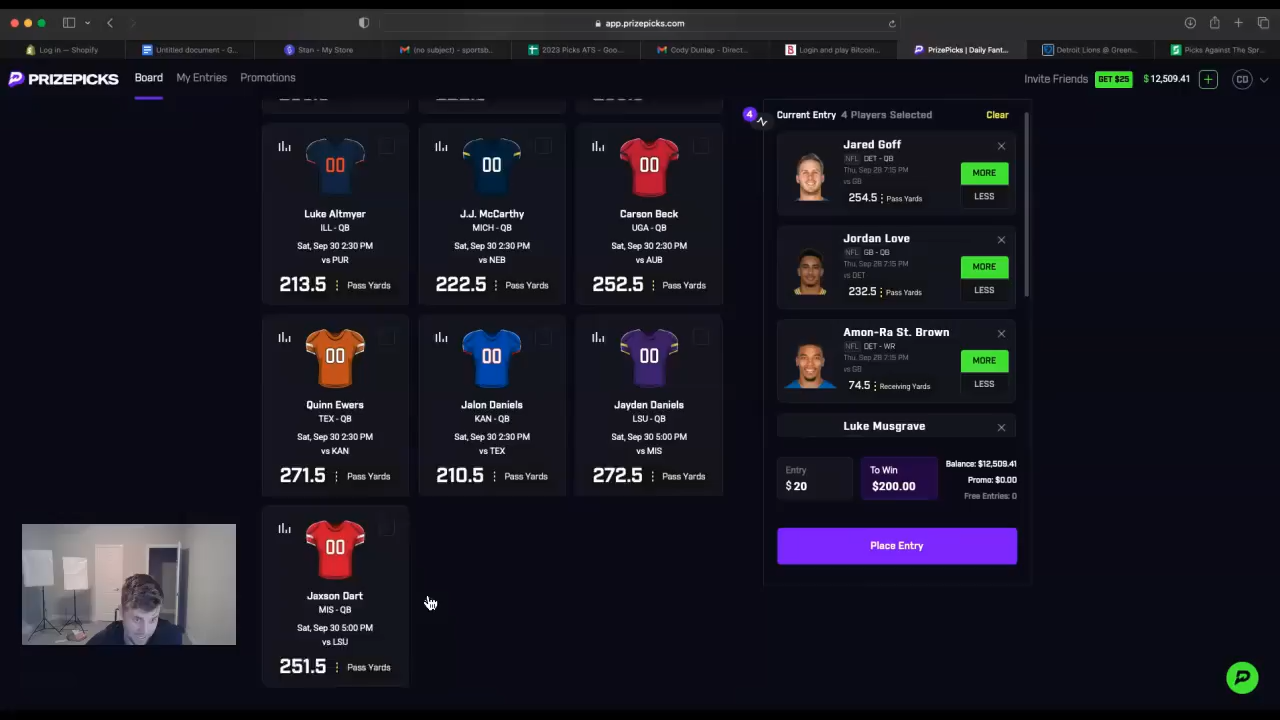 app.prizepicks.com
Log in — Shopify
Untitled document - G...
Stan - My Store
(no subject) - sportsb...
2023 Picks ATS - Goo...
Cody Dunlap - Direct...
Login and play Bitcoin...
PrizePicks | Daily Fant...
Detroit Lions @ Green...
Picks Against The Spr...
PRIZEPICKS
Board
My Entries
Promotions
Invite Friends
GET $25
$12,509.41
CD
4
Current Entry
4 Players Selected
Clear
00
Luke Altmyer
ILL - QB
Sat, Sep 30 2:30 PM
vs PUR
213.5
Pass Yards
00
J.J. McCarthy
MICH - QB
Sat, Sep 30 2:30 PM
vs NEB
222.5
Pass Yards
00
Carson Beck
UGA - QB
Sat, Sep 30 2:30 PM
vs AUB
252.5
Pass Yards
00
Quinn Ewers
TEX - QB
Sat, Sep 30 2:30 PM
vs KAN
271.5
Pass Yards
00
Jalon Daniels
KAN - QB
Sat, Sep 30 2:30 PM
vs TEX
210.5
Pass Yards
00
Jayden Daniels
LSU - QB
Sat, Sep 30 5:00 PM
vs MIS
272.5
Pass Yards
00
Jaxson Dart
MIS - QB
Sat, Sep 30 5:00 PM
vs LSU
251.5
Pass Yards
Jared Goff
NFL DET - QB
Thu, Sep 28 7:15 PM
vs GB
254.5
Pass Yards
MORE
LESS
Jordan Love
NFL GB - QB
Thu, Sep 28 7:15 PM
vs DET
232.5
Pass Yards
MORE
LESS
Amon-Ra St. Brown
NFL DET - WR
Thu, Sep 28 7:15 PM
vs GB
74.5
Receiving Yards
MORE
LESS
Luke Musgrave
Entry
$ 20
To Win
$200.00
Balance: $12,509.41
Promo: $0.00
Free Entries: 0
Place Entry